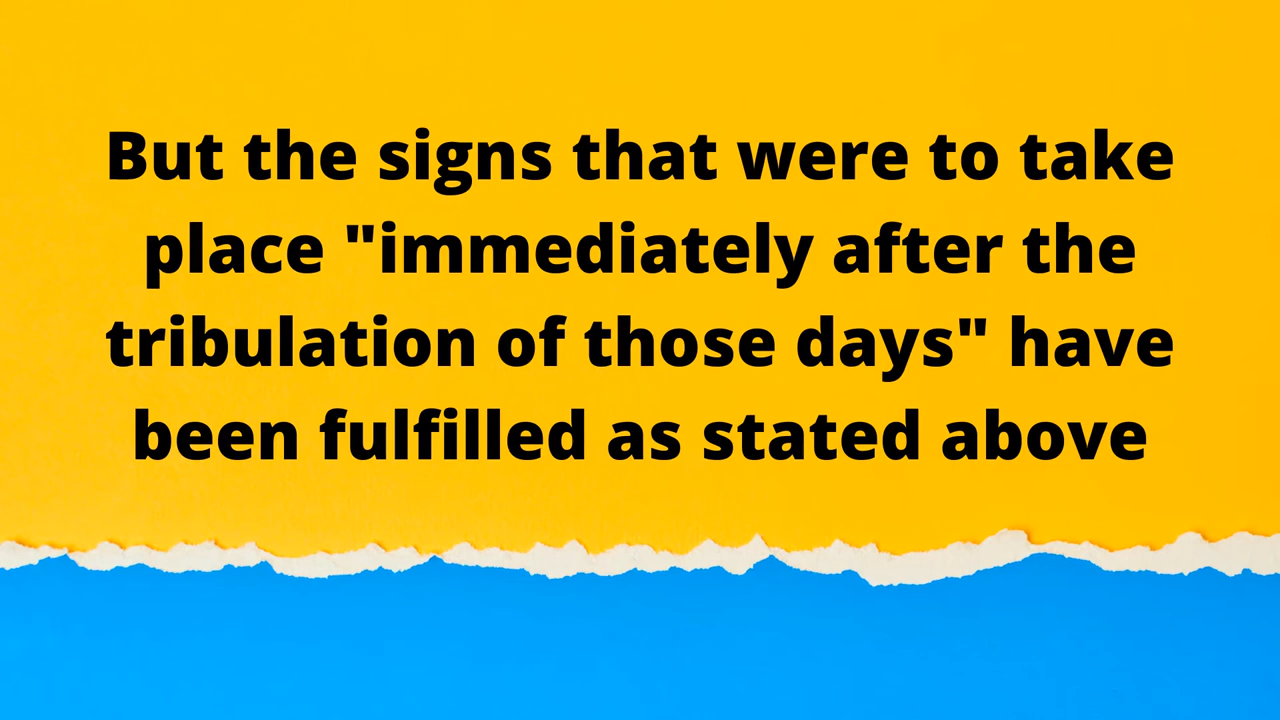 But the signs that were to take
place "immediately after the
tribulation of those days" have
been fulfilled as stated above